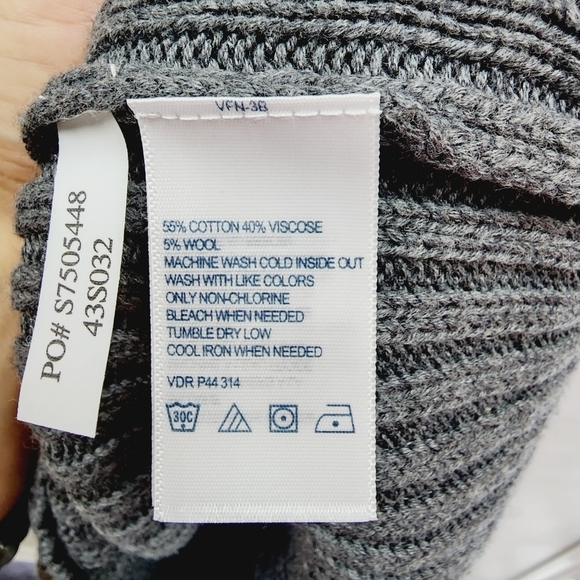 VFN-3B
55% COTTON 40% VISCOSE
5% WOOL
MACHINE WASH COLD INSIDE OUT
WASH WITH LIKE COLORS
ONLY NON-CHLORINE
BLEACH WHEN NEEDED
TUMBLE DRY LOW
COOL IRON WHEN NEEDED
VDR P44 314
30C
PO# S7505448
43S032